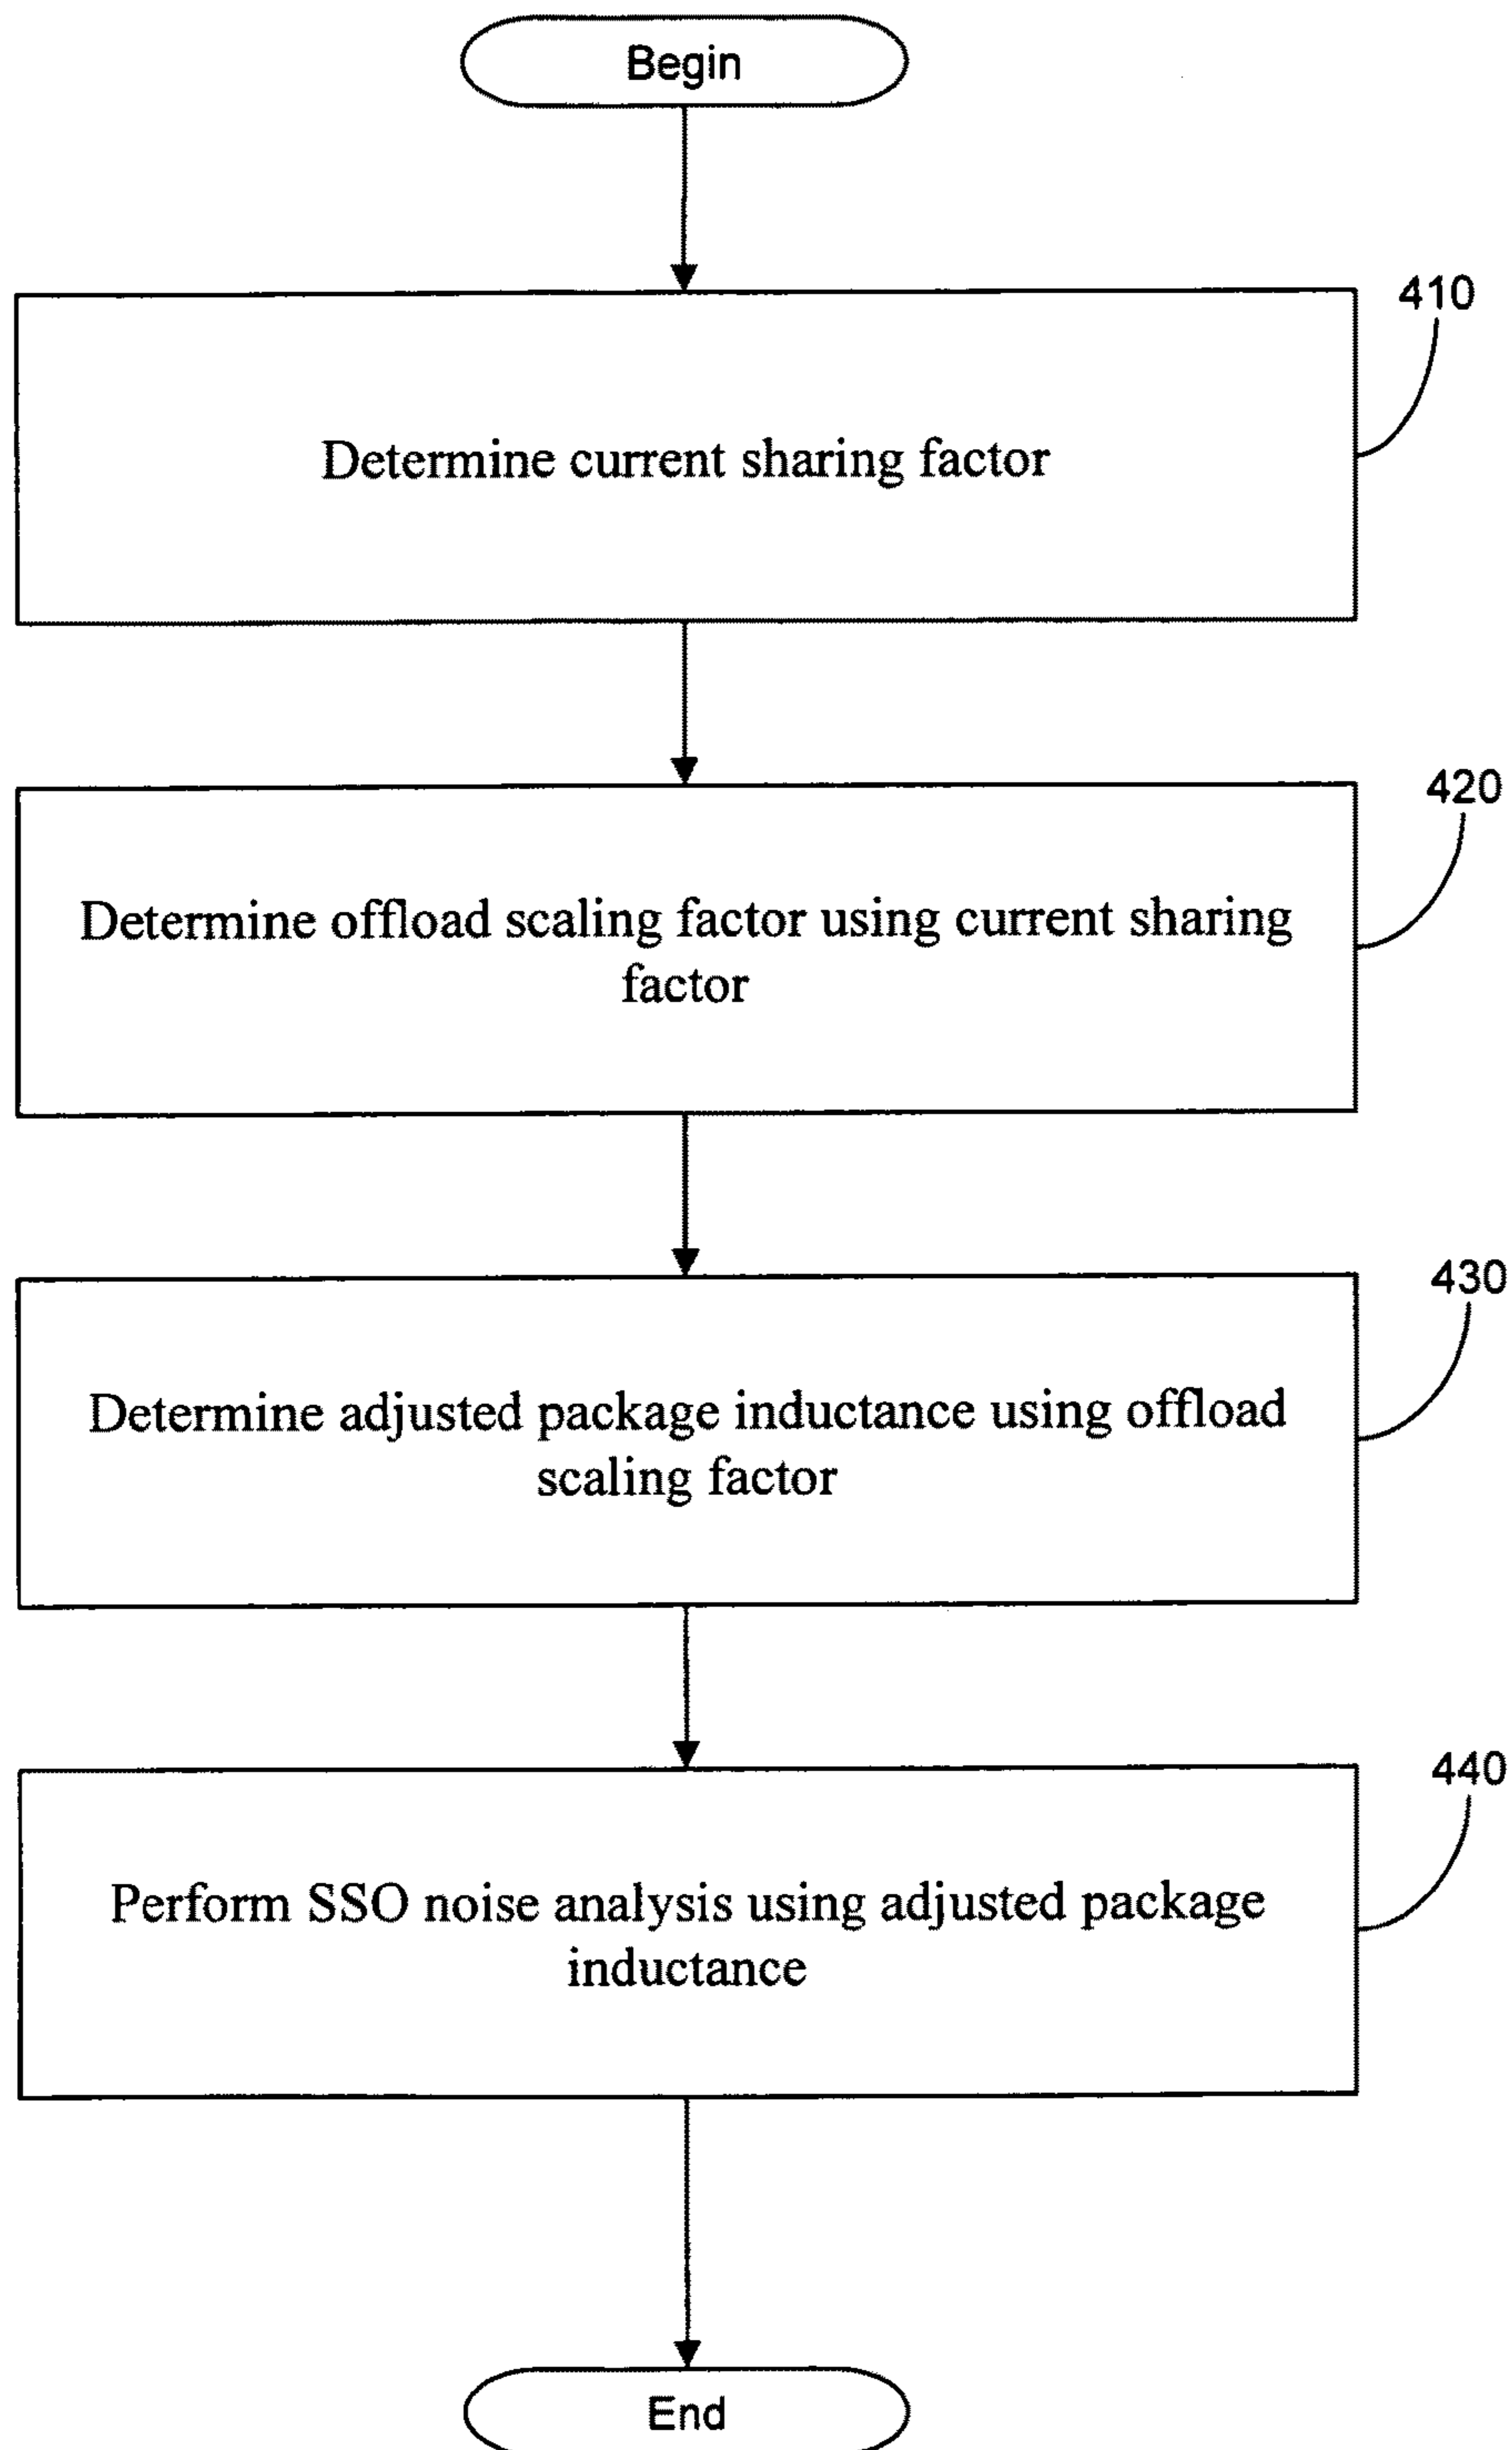 Begin
410
Determine current sharing factor
420
Determine offload scaling factor using current sharing
factor
430
Determine adjusted package inductance using offload
scaling factor
440
Perform SSO noise analysis using adjusted package
inductance
End